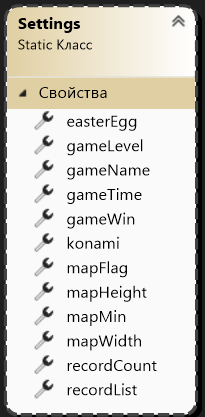 Settings
Static Класс
Свойства
easterEgg
gameLevel
gameName
gameTime
gameWin
konami
mapFlag
mapHeight
mapMin
mapWidth
recordCount
recordList